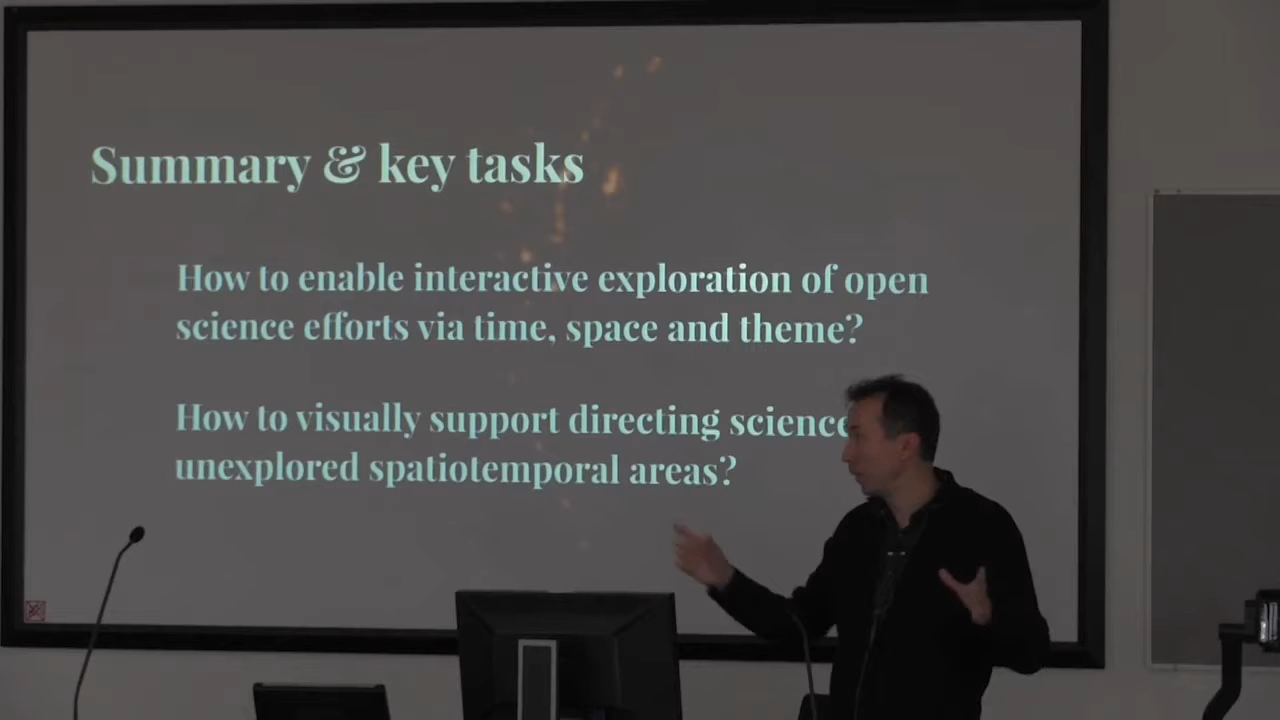 Summary & key tasks
How to enable interactive exploration of open
science efforts via time, space and theme?
How to visually support directing science
unexplored spatiotemporal areas?